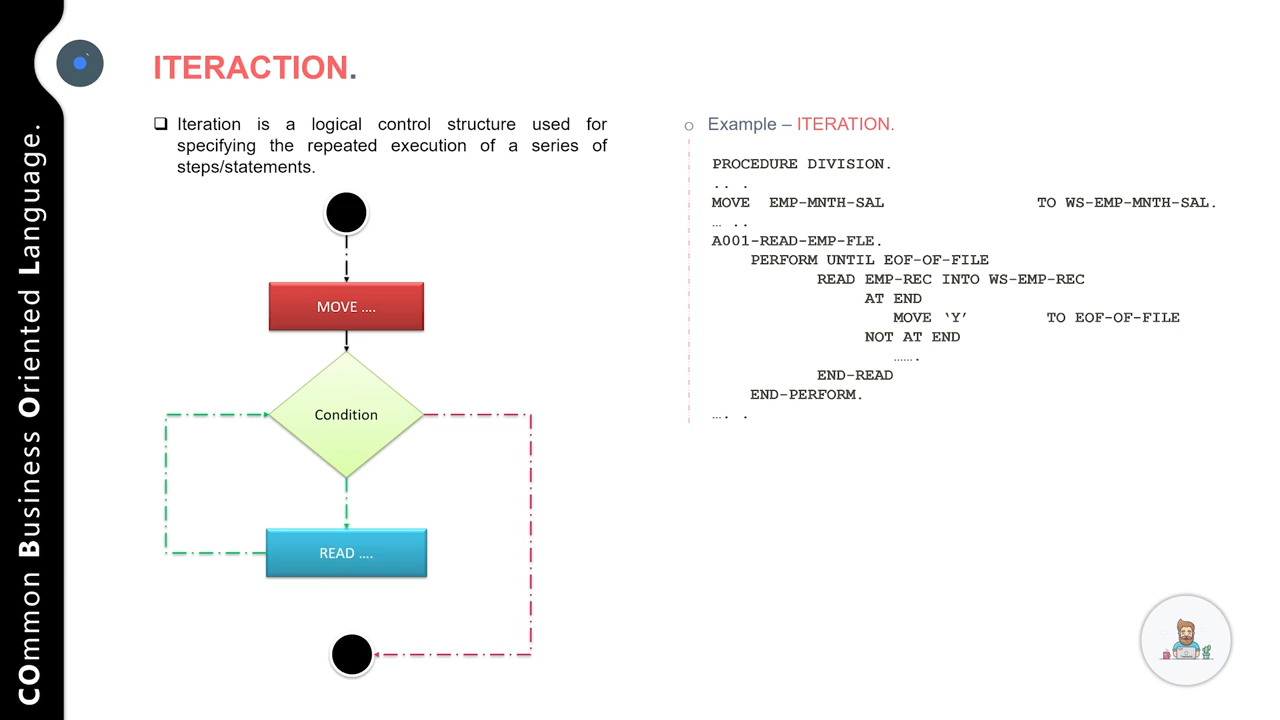 COmmon Business Oriented Language.
ITERACTION.
❑ Iteration is a logical control structure used for
specifying the repeated execution of a series of
steps/statements.
MOVE ….
Condition
READ ….
○ Example – ITERATION.
PROCEDURE DIVISION.
.. .
MOVE EMP-MNTH-SAL TO WS-EMP-MNTH-SAL.
… ..
A001-READ-EMP-FLE.
PERFORM UNTIL EOF-OF-FILE
READ EMP-REC INTO WS-EMP-REC
AT END
MOVE ‘Y’ TO EOF-OF-FILE
NOT AT END
…….
END-READ
END-PERFORM.
…. .